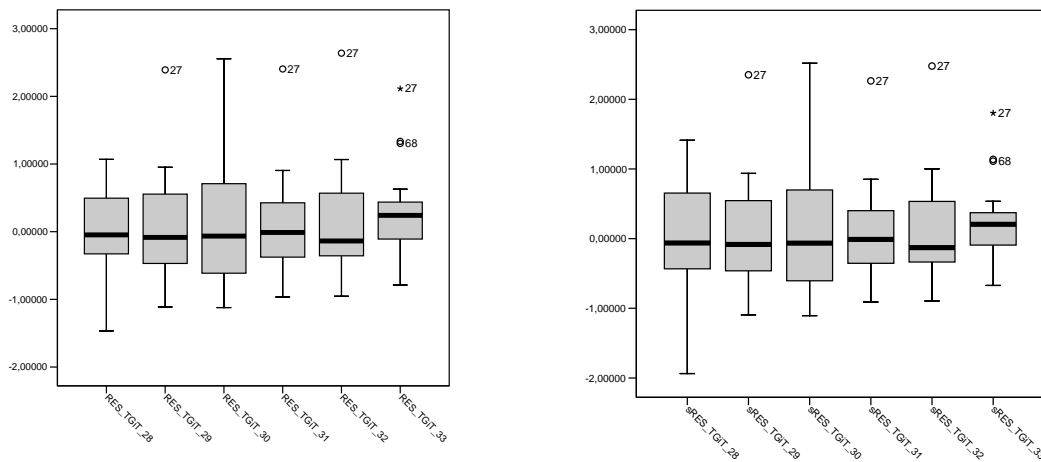 3,00000
2,00000
1,00000
0,00000
-1,00000
-2,00000
27
27
27
27
68
RES_TGiT_28
RES_TGiT_29
RES_TGiT_30
RES_TGiT_31
RES_TGiT_32
RES_TGiT_33
3,00000
2,00000
1,00000
0,00000
-1,00000
-2,00000
27
27
27
27
68
sRES_TGiT_28
sRES_TGiT_29
sRES_TGiT_30
sRES_TGiT_31
sRES_TGiT_32
sRES_TGiT_33